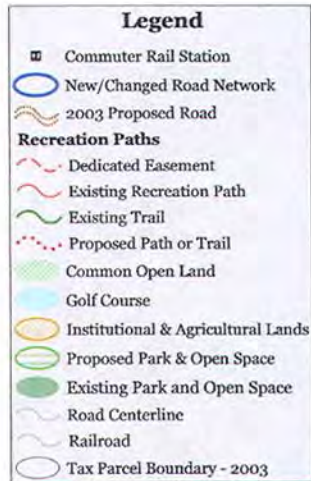 Legend
Commuter Rail Station
New/Changed Road Network
2003 Proposed Road
Recreation Paths
Dedicated Easement
Existing Recreation Path
Existing Trail
Proposed Path or Trail
Common Open Land
Golf Course
Institutional & Agricultural Lands
Proposed Park & Open Space
Existing Park and Open Space
Road Centerline
Railroad
Tax Parcel Boundary - 2003